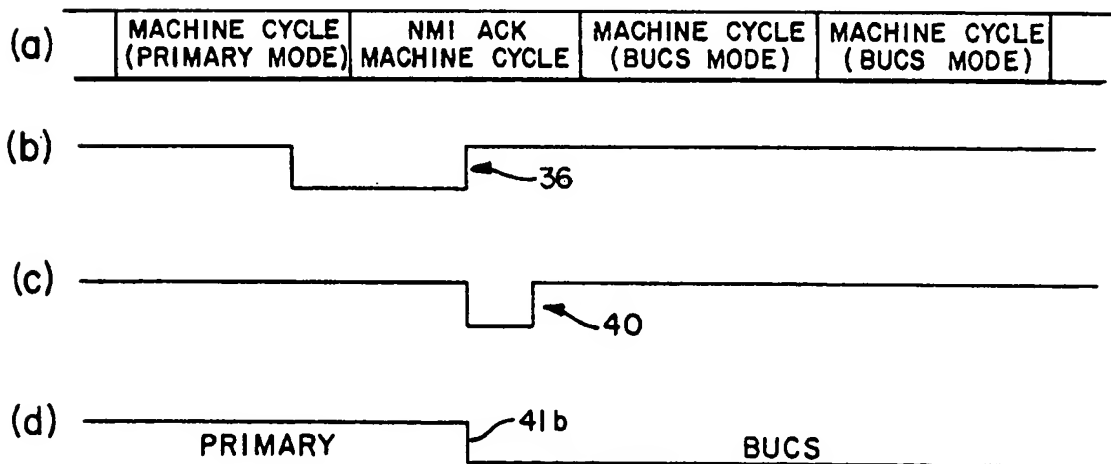 (a)
MACHINE CYCLE
(PRIMARY MODE)
NMI ACK
MACHINE CYCLE
MACHINE CYCLE
(BUCS MODE)
MACHINE CYCLE
(BUCS MODE)
(b)
36
(c)
40
(d)
41b
PRIMARY
BUCS